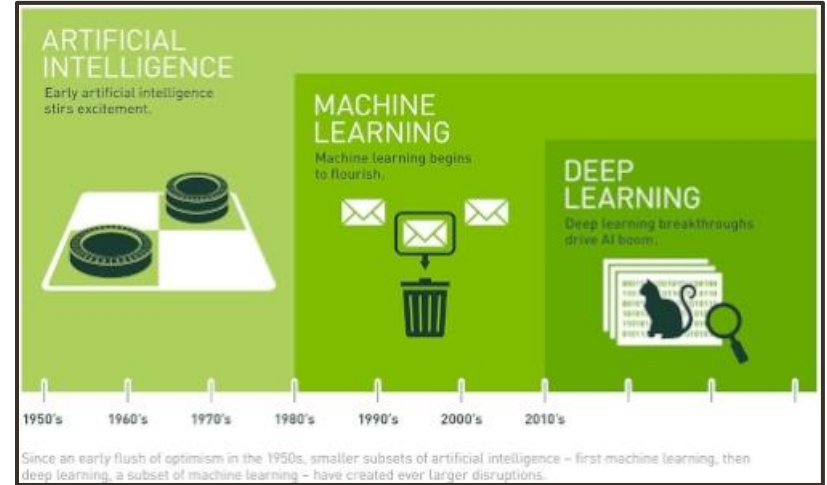 ARTIFICIAL
INTELLIGENCE
Early artificial intelligence
stirs excitement.
MACHINE
LEARNING
Machine learning begins
to flourish.
DEEP
LEARNING
Deep learning breakthroughs
drive AI boom.
1950's 1960's 1970's 1980's 1990's 2000's 2010's
Since an early flush of optimism in the 1950s, smaller subsets of artificial intelligence – first machine learning, then
deep learning, a subset of machine learning – have created ever larger disruptions.